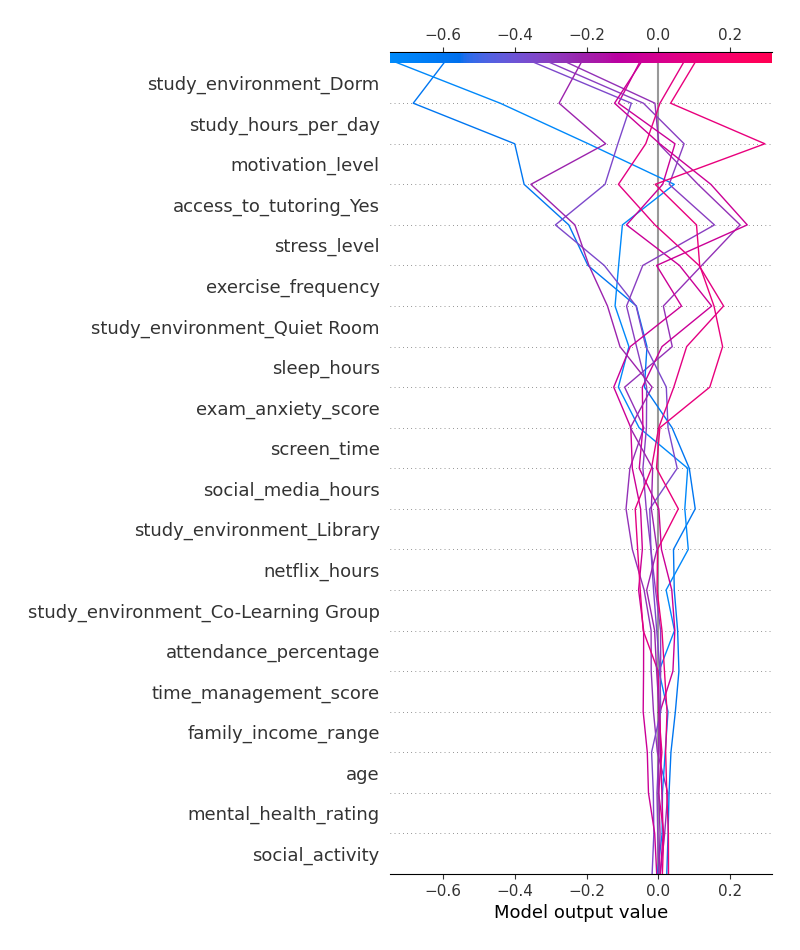 −0.6 −0.4 −0.2 0.0 0.2
study_environment_Dorm
study_hours_per_day
motivation_level
access_to_tutoring_Yes
stress_level
exercise_frequency
study_environment_Quiet Room
sleep_hours
exam_anxiety_score
screen_time
social_media_hours
study_environment_Library
netflix_hours
study_environment_Co-Learning Group
attendance_percentage
time_management_score
family_income_range
age
mental_health_rating
social_activity
−0.6 −0.4 −0.2 0.0 0.2
Model output value